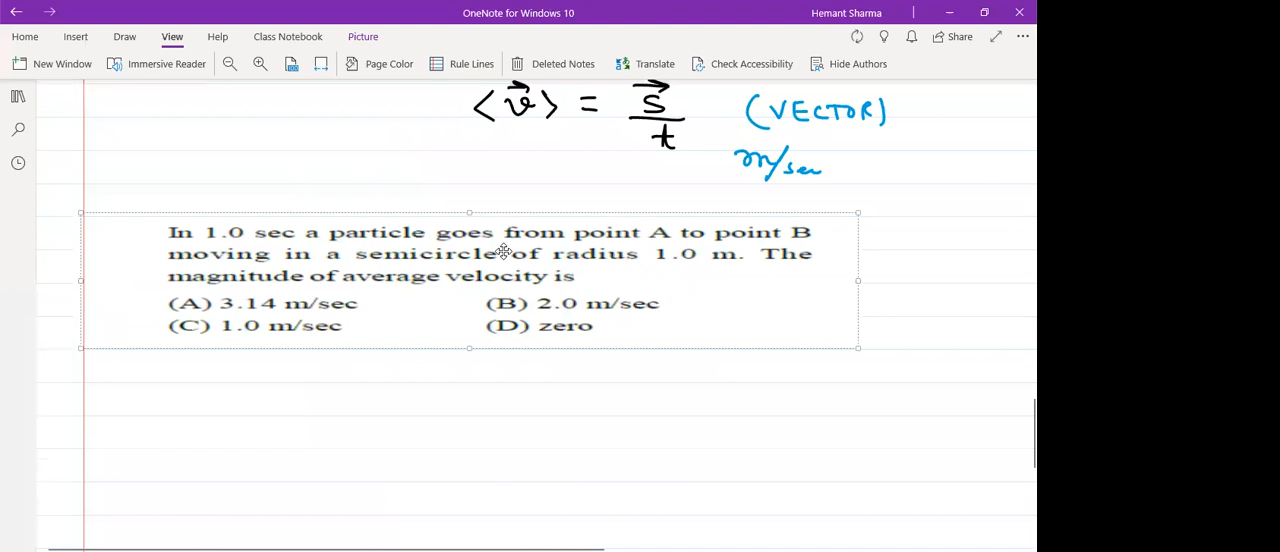 OneNote for Windows 10
Hemant Sharma
Home Insert Draw View Help Class Notebook Picture
Share
New Window Immersive Reader Page Color Rule Lines Deleted Notes Translate Check Accessibility Hide Authors
<v⃗> = s⃗/t (VECTOR)
m/sec
In 1.0 sec a particle goes from point A to point B
moving in a semicircle of radius 1.0 m. The
magnitude of average velocity is
(A) 3.14 m/sec (B) 2.0 m/sec
(C) 1.0 m/sec (D) zero